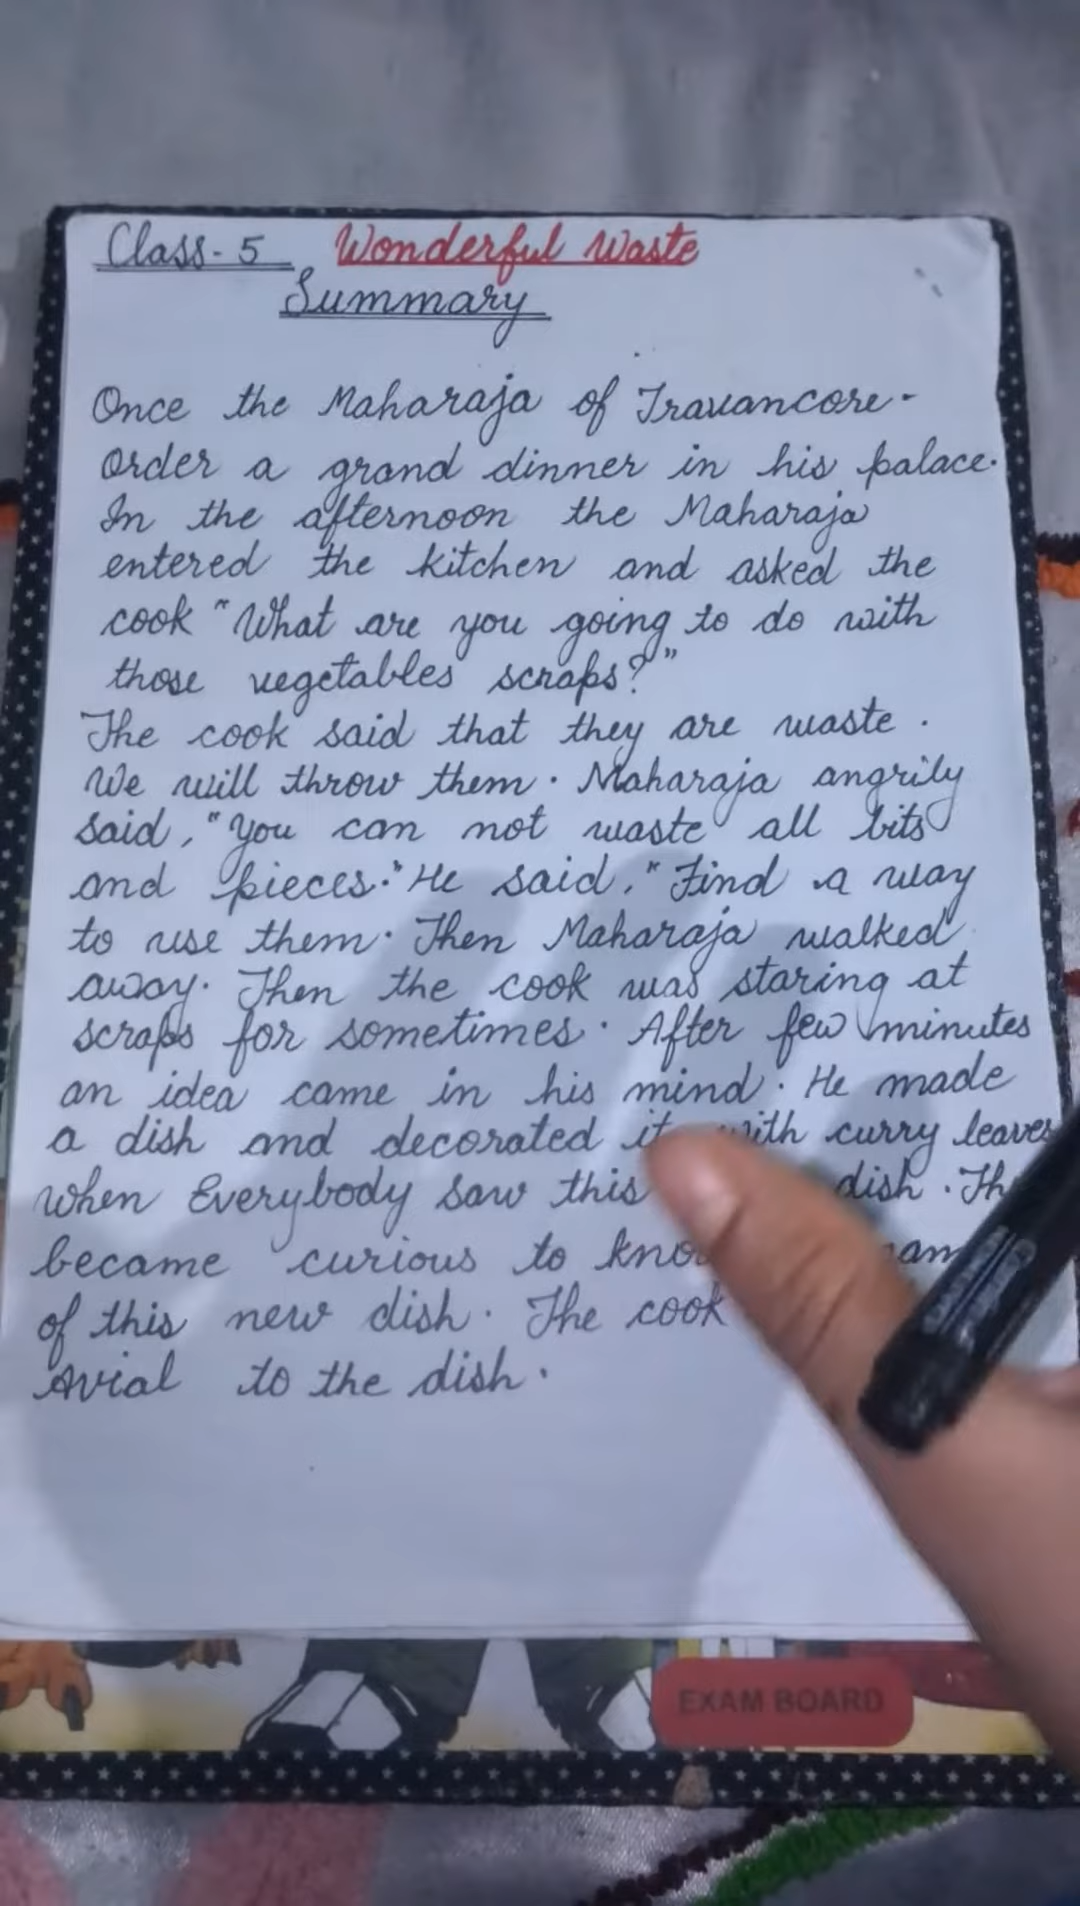 Class-5 Wonderful Waste
Summary
Once the Maharaja of Travancore.
order a grand dinner in his palace.
In the afternoon the Maharaja
entered the kitchen and asked the
cook "What are you going to do with
those vegetables scraps?"
The cook said that they are waste.
We will throw them. Maharaja angrily
said, "You can not waste all bits
and pieces." He said, "Find a way
to use them. Then Maharaja walked
away. Then the cook was staring at
scraps for sometimes. After few minutes
an idea came in his mind. He made
a dish and decorated it with curry leaves
when Everybody saw this dish.
became curious to
of this new dish. The cook
Avial to the dish.
EXAM BOARD